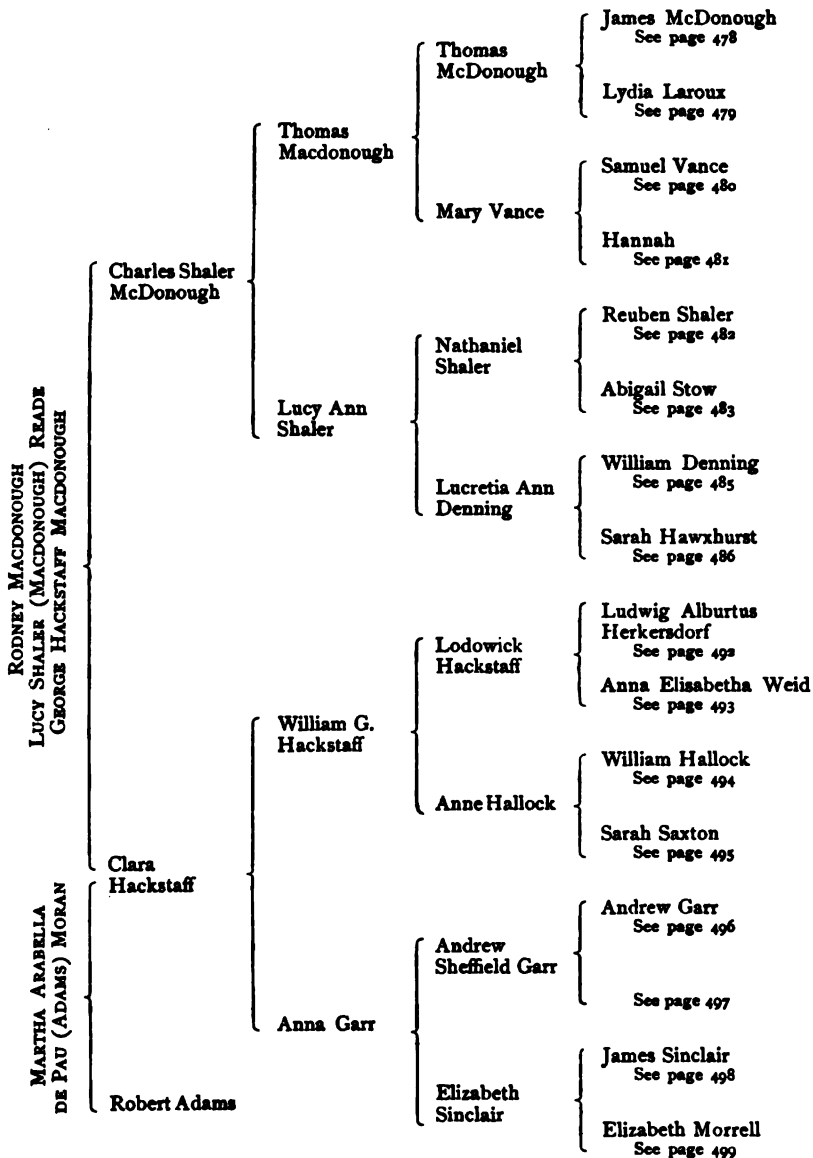 RODNEY MACDONOUGH
LUCY SHALER (MACDONOUGH) READE
GEORGE HACKSTAFF MACDONOUGH
MARTHA ARABELLA
DE PAU (ADAMS) MORAN
Charles Shaler
McDonough
Clara
Hackstaff
Robert Adams
Thomas
Macdonough
Lucy Ann
Shaler
William G.
Hackstaff
Anna Garr
Thomas
McDonough
Mary Vance
Nathaniel
Shaler
Lucretia Ann
Denning
Lodowick
Hackstaff
Anne Hallock
Andrew
Sheffield Garr
Elizabeth
Sinclair
James McDonough
See page 478
Lydia Laroux
See page 479
Samuel Vance
See page 480
Hannah
See page 481
Reuben Shaler
See page 482
Abigail Stow
See page 483
William Denning
See page 485
Sarah Hawxhurst
See page 486
Ludwig Alburtus
Herkersdorf
See page 492
Anna Elisabetha Weid
See page 493
William Hallock
See page 494
Sarah Saxton
See page 495
Andrew Garr
See page 496
See page 497
James Sinclair
See page 498
Elizabeth Morrell
See page 499